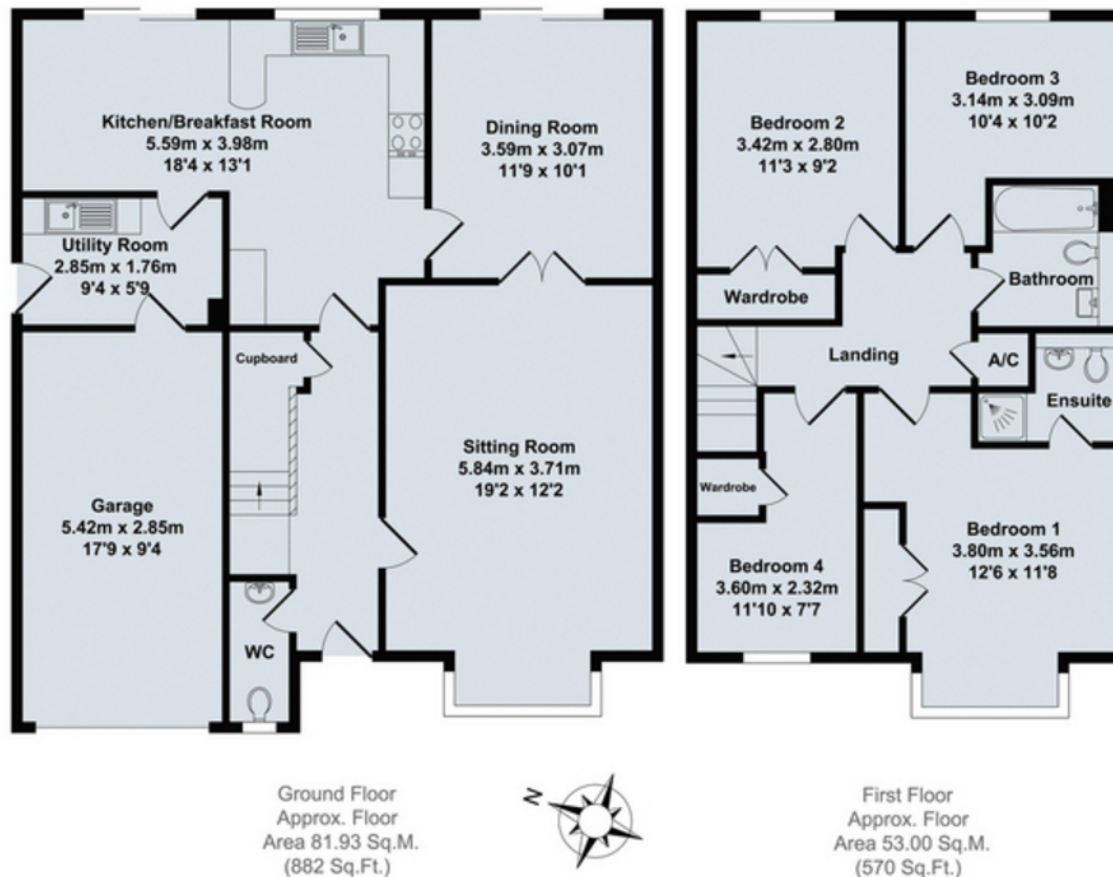 Kitchen/Breakfast Room
5.59m x 3.98m
18'4 x 13'1
Dining Room
3.59m x 3.07m
11'9 x 10'1
Utility Room
2.85m x 1.76m
9'4 x 5'9
Cupboard
Sitting Room
5.84m x 3.71m
19'2 x 12'2
Garage
5.42m x 2.85m
17'9 x 9'4
WC
Bedroom 2
3.42m x 2.80m
11'3 x 9'2
Bedroom 3
3.14m x 3.09m
10'4 x 10'2
Wardrobe
Bathroom
Landing
A/C
Ensuite
Wardrobe
Bedroom 1
3.80m x 3.56m
12'6 x 11'8
Bedroom 4
3.60m x 2.32m
11'10 x 7'7
Ground Floor
Approx. Floor
Area 81.93 Sq.M.
(882 Sq.Ft.)
N
First Floor
Approx. Floor
Area 53.00 Sq.M.
(570 Sq.Ft.)